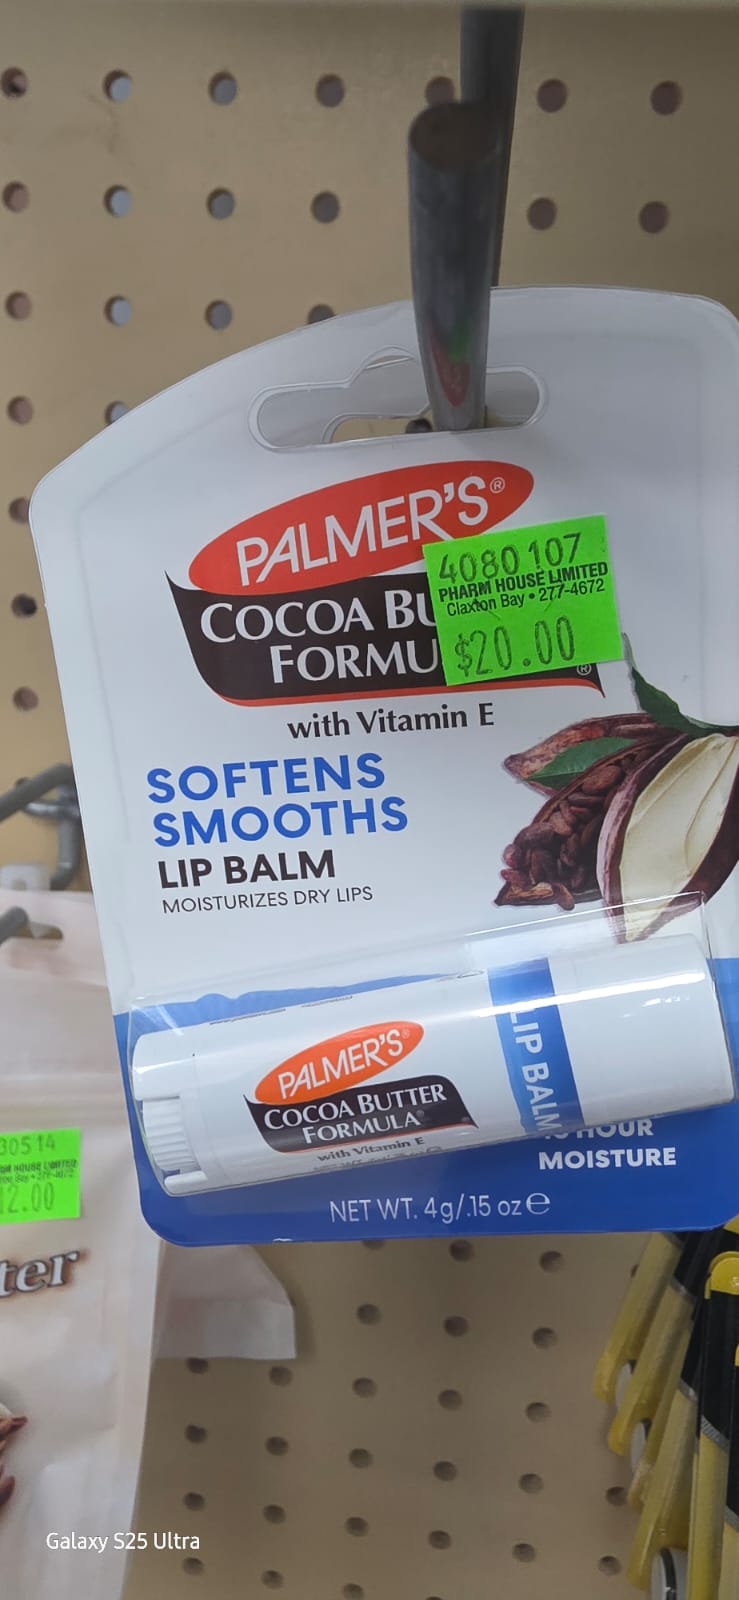 PALMER'S®
COCOA BU
FORMU
®
4080 107
PHARM HOUSE LIMITED
Claxton Bay • 277-4672
$20.00
with Vitamin E
SOFTENS
SMOOTHS
LIP BALM
MOISTURIZES DRY LIPS
PALMER'S®
COCOA BUTTER
FORMULA®
with Vitamin E
LIP BALM
HOUR
MOISTURE
NET WT. 4g/.15 oz ℮
30514
2.00
ter
Galaxy S25 Ultra